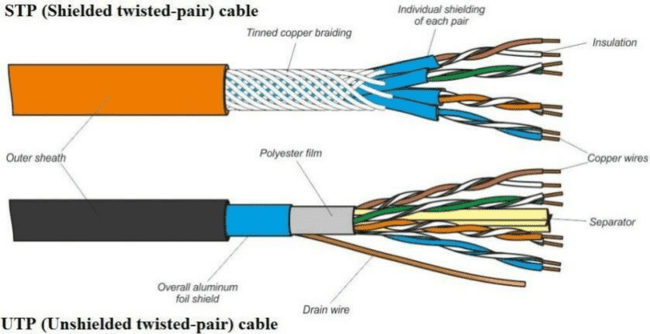 STP (Shielded twisted-pair) cable
Individual shielding
of each pair
Tinned copper braiding
Insulation
Outer sheath
Polyester film
Copper wires
Separator
Overall aluminum
foil shield
Drain wire
UTP (Unshielded twisted-pair) cable